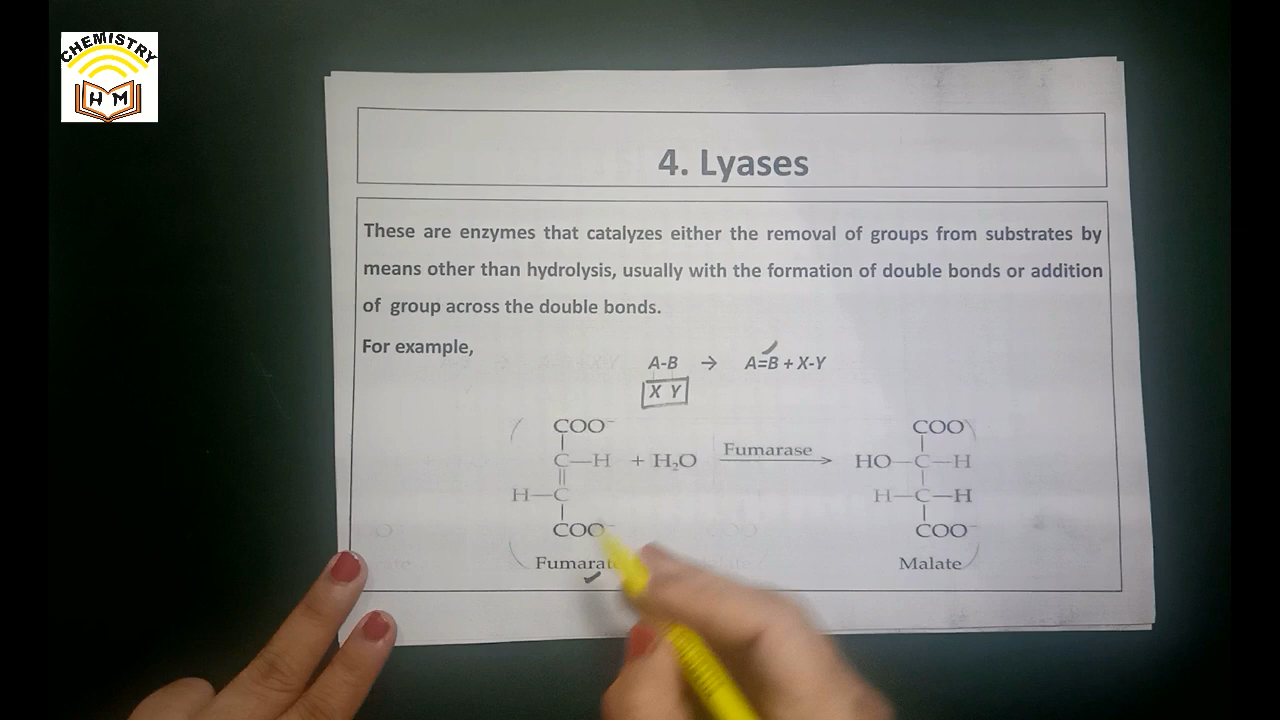 CHEMISTRY
H M
4. Lyases
These are enzymes that catalyzes either the removal of groups from substrates by
means other than hydrolysis, usually with the formation of double bonds or addition
of group across the double bonds.
For example,
A-B → A=B + X-Y
X Y
COO⁻ COO⁻
C—H + H₂O Fumarase HO—C—H
H—C H—C—H
COO⁻ COO⁻
Malate